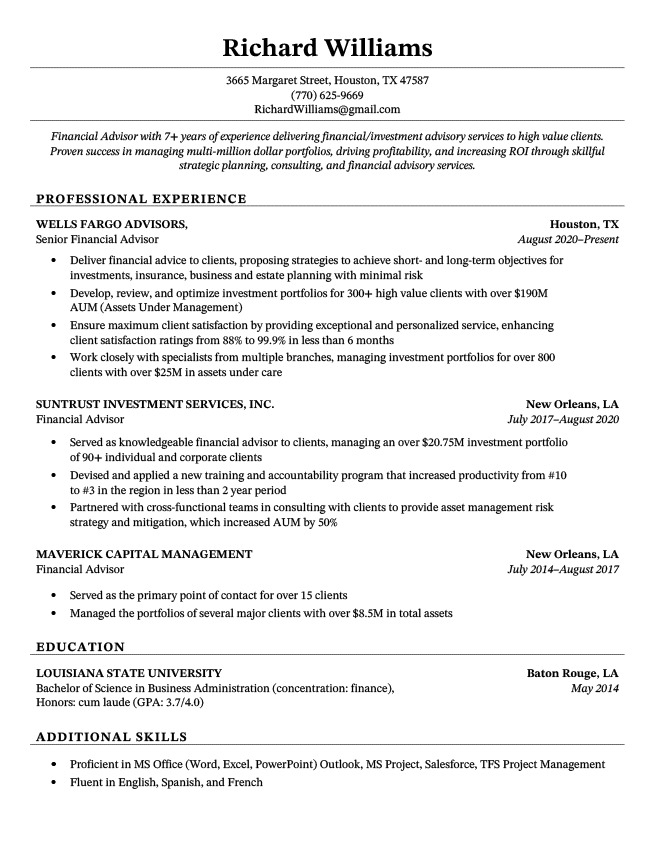 Richard Williams
3665 Margaret Street, Houston, TX 47587
(770) 625-9669
RichardWilliams@gmail.com
Financial Advisor with 7+ years of experience delivering financial/investment advisory services to high value clients.
Proven success in managing multi-million dollar portfolios, driving profitability, and increasing ROI through skillful
strategic planning, consulting, and financial advisory services.
PROFESSIONAL EXPERIENCE
WELLS FARGO ADVISORS, Houston, TX
Senior Financial Advisor August 2020–Present
• Deliver financial advice to clients, proposing strategies to achieve short- and long-term objectives for
investments, insurance, business and estate planning with minimal risk
• Develop, review, and optimize investment portfolios for 300+ high value clients with over $190M
AUM (Assets Under Management)
• Ensure maximum client satisfaction by providing exceptional and personalized service, enhancing
client satisfaction ratings from 88% to 99.9% in less than 6 months
• Work closely with specialists from multiple branches, managing investment portfolios for over 800
clients with over $25M in assets under care
SUNTRUST INVESTMENT SERVICES, INC. New Orleans, LA
Financial Advisor July 2017–August 2020
• Served as knowledgeable financial advisor to clients, managing an over $20.75M investment portfolio
of 90+ individual and corporate clients
• Devised and applied a new training and accountability program that increased productivity from #10
to #3 in the region in less than 2 year period
• Partnered with cross-functional teams in consulting with clients to provide asset management risk
strategy and mitigation, which increased AUM by 50%
MAVERICK CAPITAL MANAGEMENT New Orleans, LA
Financial Advisor July 2014–August 2017
• Served as the primary point of contact for over 15 clients
• Managed the portfolios of several major clients with over $8.5M in total assets
EDUCATION
LOUISIANA STATE UNIVERSITY Baton Rouge, LA
Bachelor of Science in Business Administration (concentration: finance), May 2014
Honors: cum laude (GPA: 3.7/4.0)
ADDITIONAL SKILLS
• Proficient in MS Office (Word, Excel, PowerPoint) Outlook, MS Project, Salesforce, TFS Project Management
• Fluent in English, Spanish, and French